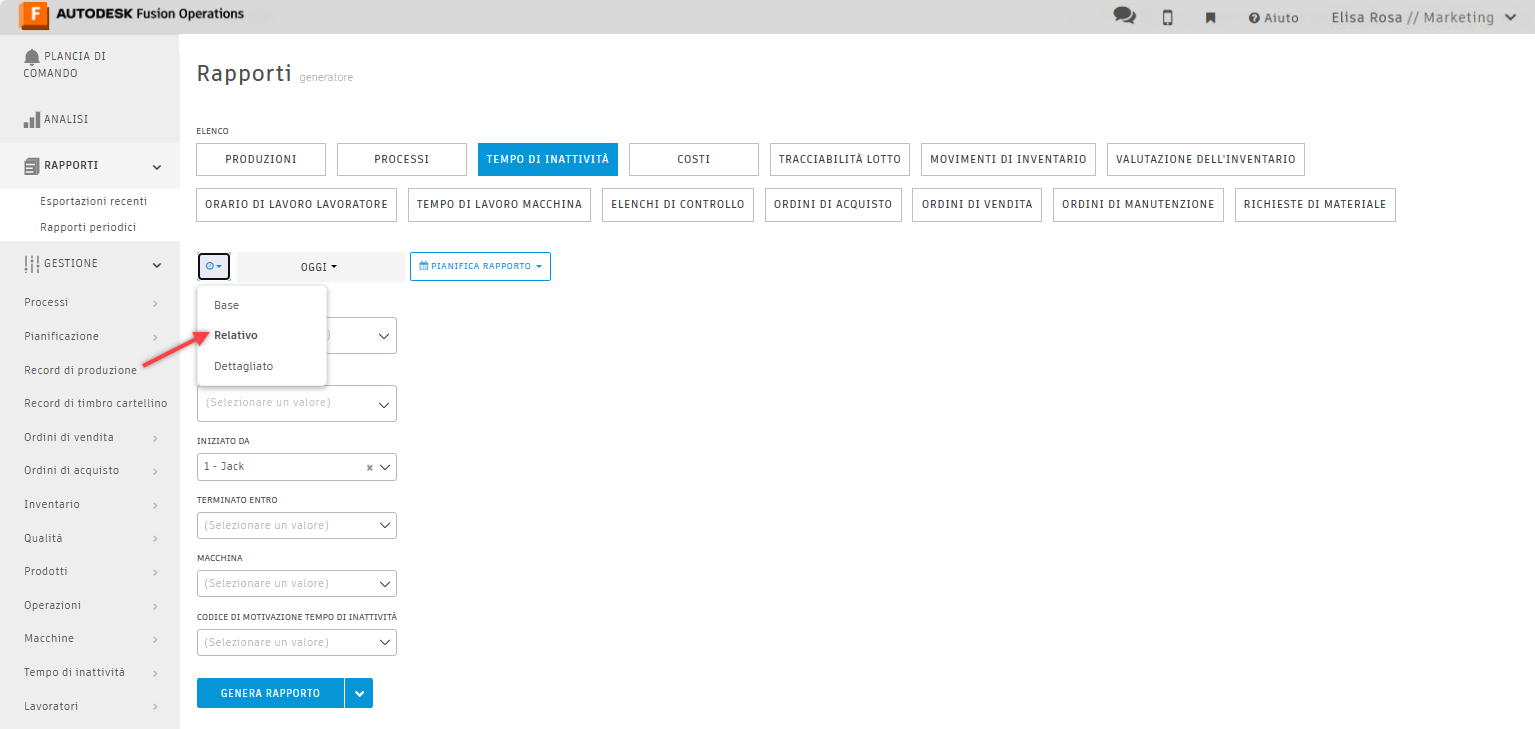 AUTODESK Fusion Operations
Aiuto
Elisa Rosa // Marketing
PLANCIA DI
COMANDO
ANALISI
RAPPORTI
Esportazioni recenti
Rapporti periodici
GESTIONE
Processi
Pianificazione
Record di produzione
Record di timbro cartellino
Ordini di vendita
Ordini di acquisto
Inventario
Qualità
Prodotti
Operazioni
Macchine
Tempo di inattività
Lavoratori
Rapporti generatore
ELENCO
PRODUZIONI PROCESSI TEMPO DI INATTIVITÀ COSTI TRACCIABILITÀ LOTTO MOVIMENTI DI INVENTARIO VALUTAZIONE DELL'INVENTARIO
ORARIO DI LAVORO LAVORATORE TEMPO DI LAVORO MACCHINA ELENCHI DI CONTROLLO ORDINI DI ACQUISTO ORDINI DI VENDITA ORDINI DI MANUTENZIONE RICHIESTE DI MATERIALE
OGGI PIANIFICA RAPPORTO
Base
Relativo
Dettagliato
(Selezionare un valore)
INIZIATO DA
1 - Jack
TERMINATO ENTRO
(Selezionare un valore)
MACCHINA
(Selezionare un valore)
CODICE DI MOTIVAZIONE TEMPO DI INATTIVITÀ
(Selezionare un valore)
GENERA RAPPORTO